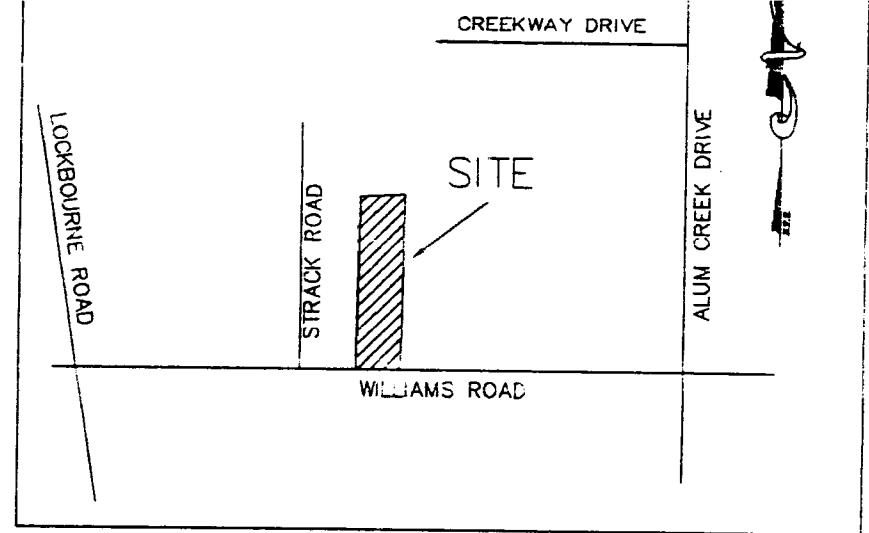 CREEKWAY DRIVE
LOCKBOURNE ROAD
STRACK ROAD
SITE
ALUM CREEK DRIVE
WILLIAMS ROAD